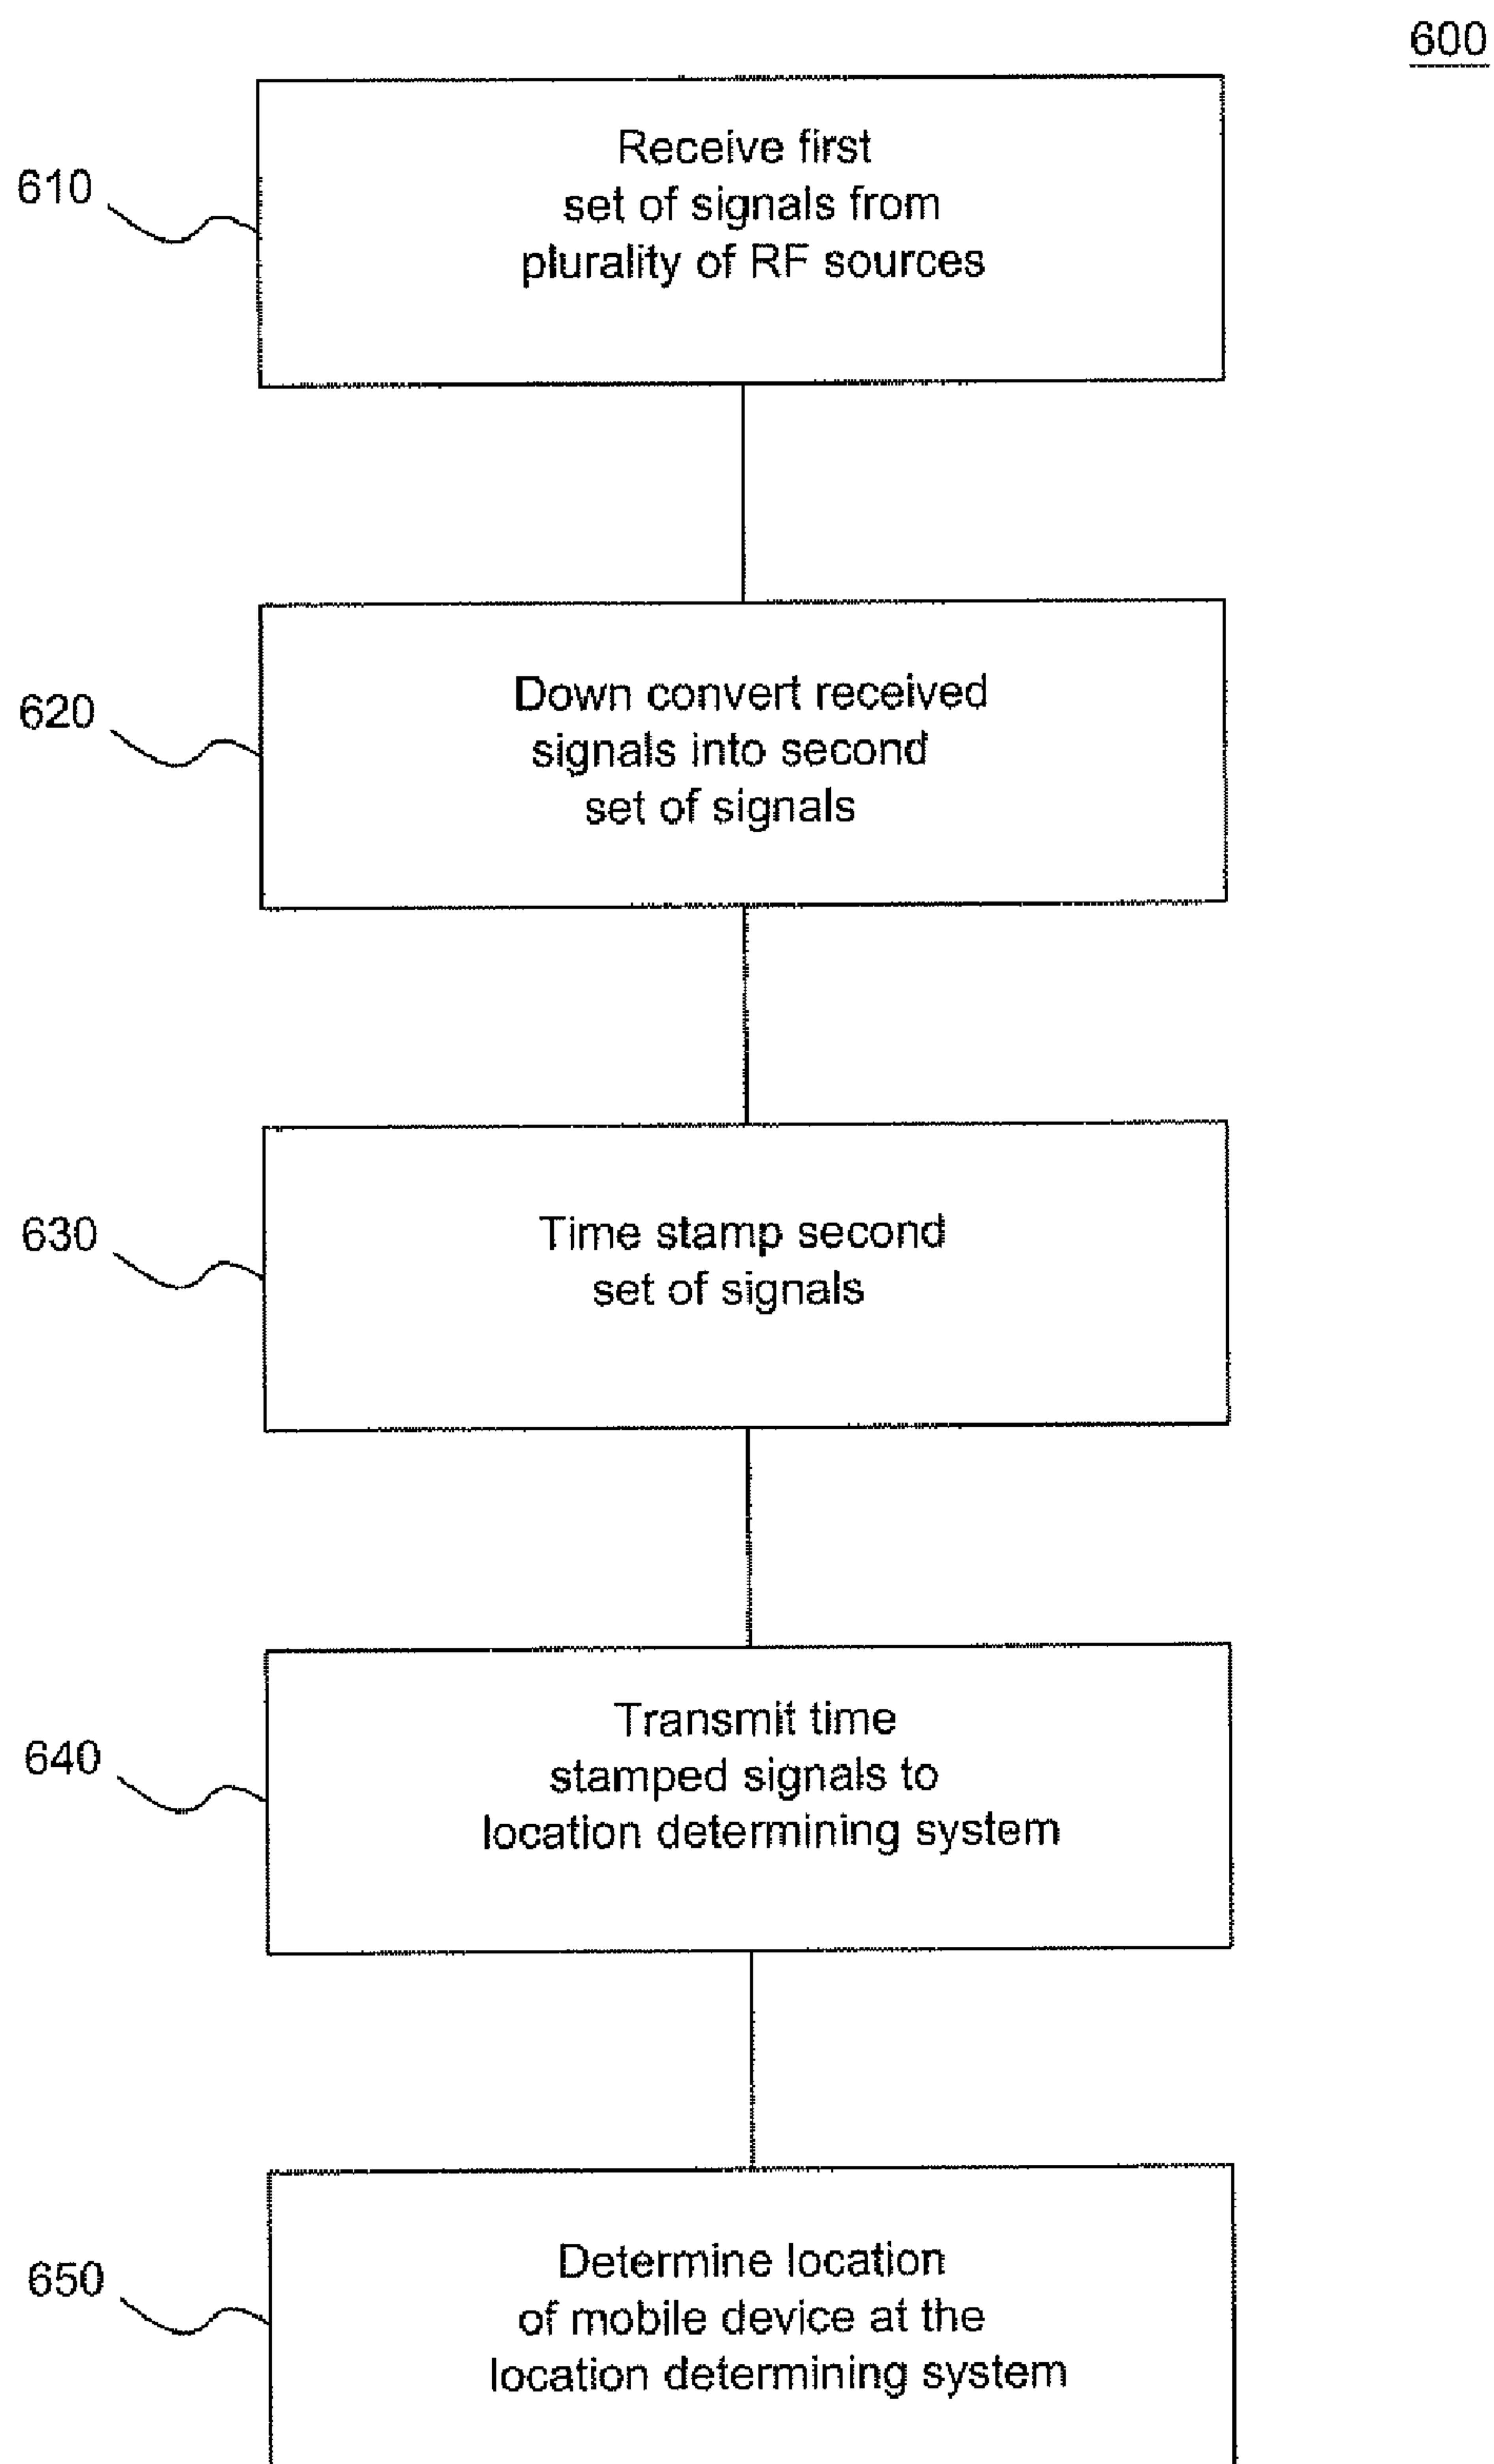 600
610
Receive first
set of signals from
plurality of RF sources
620
Down convert received
signals into second
set of signals
630
Time stamp second
set of signals
640
Transmit time
stamped signals to
location determining system
650
Determine location
of mobile device at the
location determining system